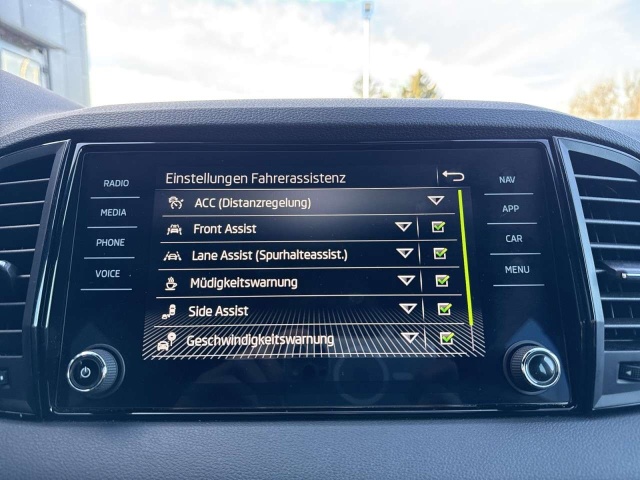 Einstellungen Fahrerassistenz
ACC (Distanzregelung)
Front Assist
Lane Assist (Spurhalteassist.)
Müdigkeitswarnung
Side Assist
Geschwindigkeitswarnung
RADIO
MEDIA
PHONE
VOICE
NAV
APP
CAR
MENU